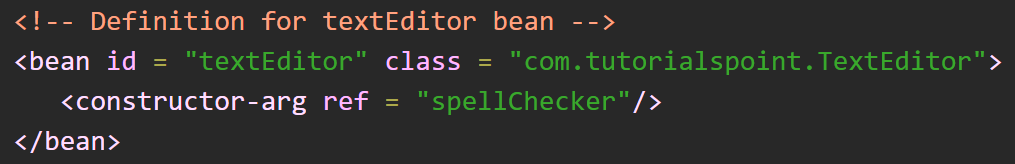 <!-- Definition for textEditor bean -->
<bean id = "textEditor" class = "com.tutorialspoint.TextEditor">
   <constructor-arg ref = "spellChecker"/>
</bean>